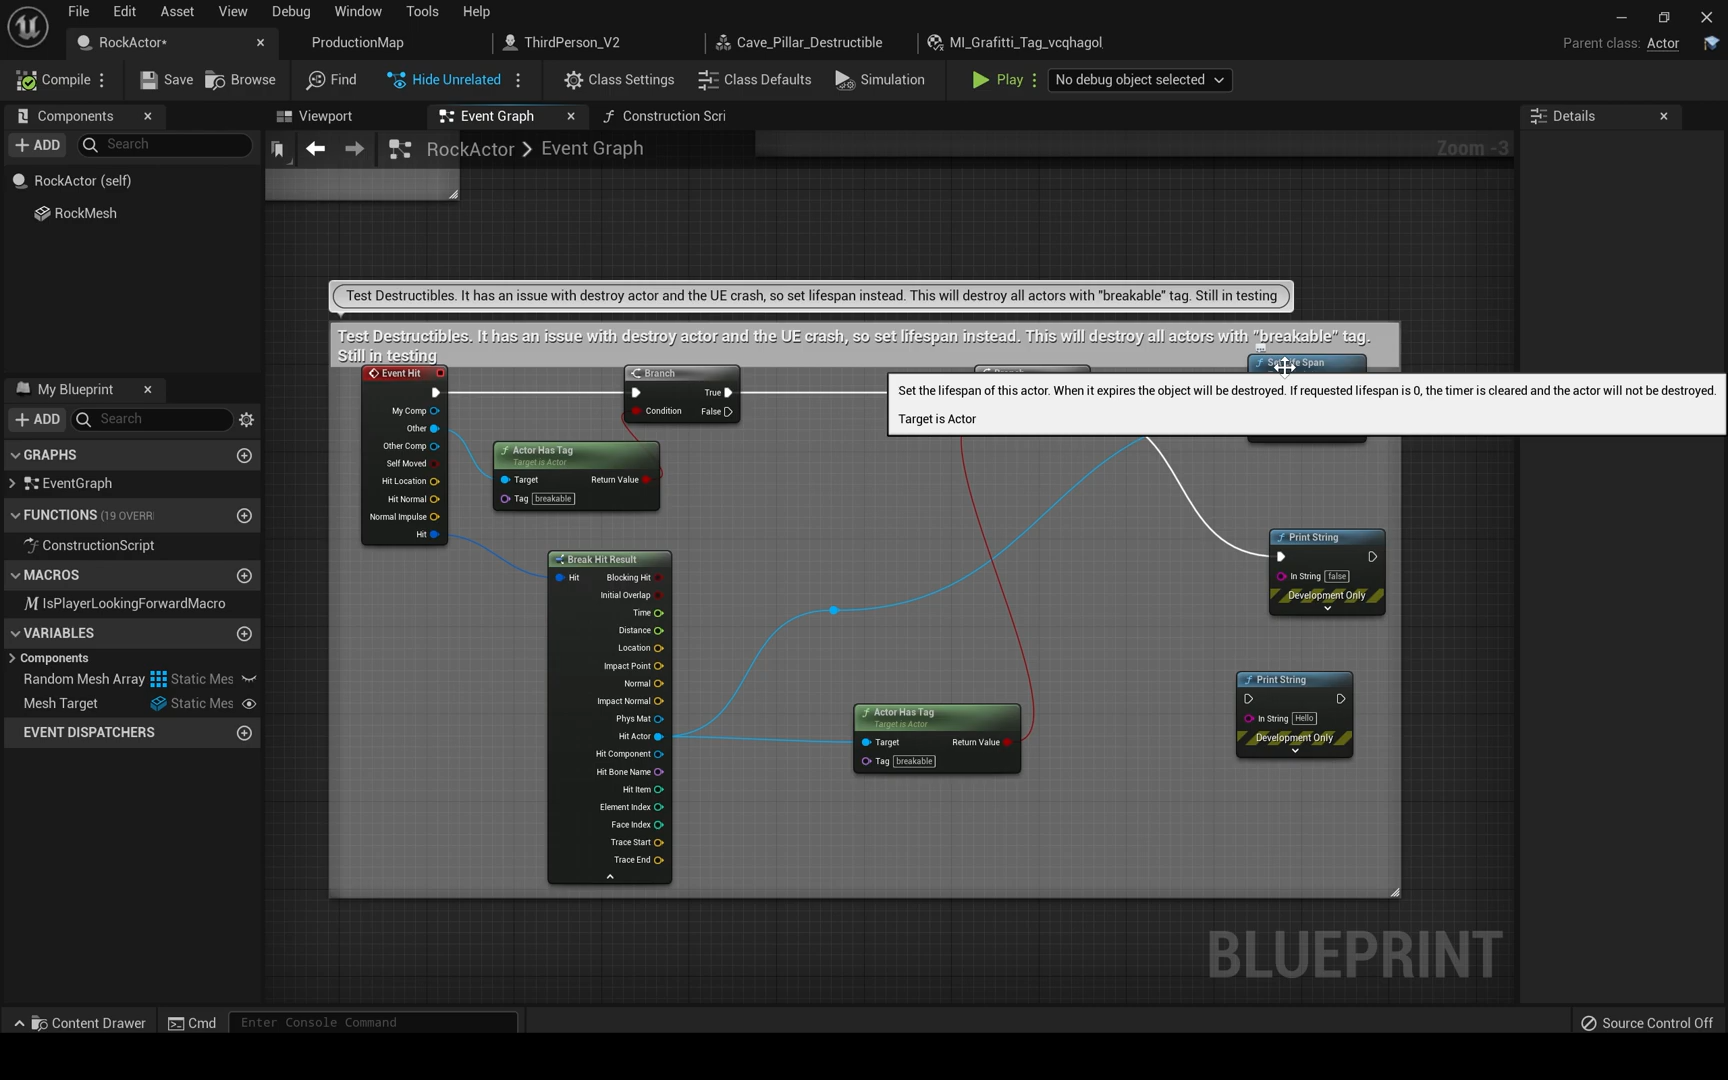 File Edit Asset View Debug Window Tools Help
RockActor* ProductionMap ThirdPerson_V2 Cave_Pillar_Destructible MI_Grafitti_Tag_vcqhagol Parent class: Actor
Compile Save Browse Find Hide Unrelated Class Settings Class Defaults Simulation Play No debug object selected
Components Viewport Event Graph Construction Scri Details
ADD Search RockActor > Event Graph Zoom -3
RockActor (self)
RockMesh
Test Destructibles. It has an issue with destroy actor and the UE crash, so set lifespan instead. This will destroy all actors with "breakable" tag. Still in testing
Test Destructibles. It has an issue with destroy actor and the UE crash, so set lifespan instead. This will destroy all actors with "breakable" tag.
Still in testing
Event Hit
My Comp
Other
Other Comp
Self Moved
Hit Location
Hit Normal
Normal Impulse
Hit
Branch
True
Condition False
Actor Has Tag
Target is Actor
Target Return Value
Tag breakable
Break Hit Result
Hit Blocking Hit
Initial Overlap
Time
Distance
Location
Impact Point
Normal
Impact Normal
Phys Mat
Hit Actor
Hit Component
Hit Bone Name
Hit Item
Element Index
Face Index
Trace Start
Trace End
Set the lifespan of this actor. When it expires the object will be destroyed. If requested lifespan is 0, the timer is cleared and the actor will not be destroyed.
Target is Actor
Actor Has Tag
Target is Actor
Target Return Value
Tag breakable
Span
Print String
In String false
Development Only
Print String
In String Hello
Development Only
BLUEPRINT
My Blueprint
ADD Search
GRAPHS
EventGraph
FUNCTIONS (19 OVERRI
ConstructionScript
MACROS
IsPlayerLookingForwardMacro
VARIABLES
Components
Random Mesh Array Static Mes
Mesh Target Static Mes
EVENT DISPATCHERS
Content Drawer Cmd Enter Console Command Source Control Off